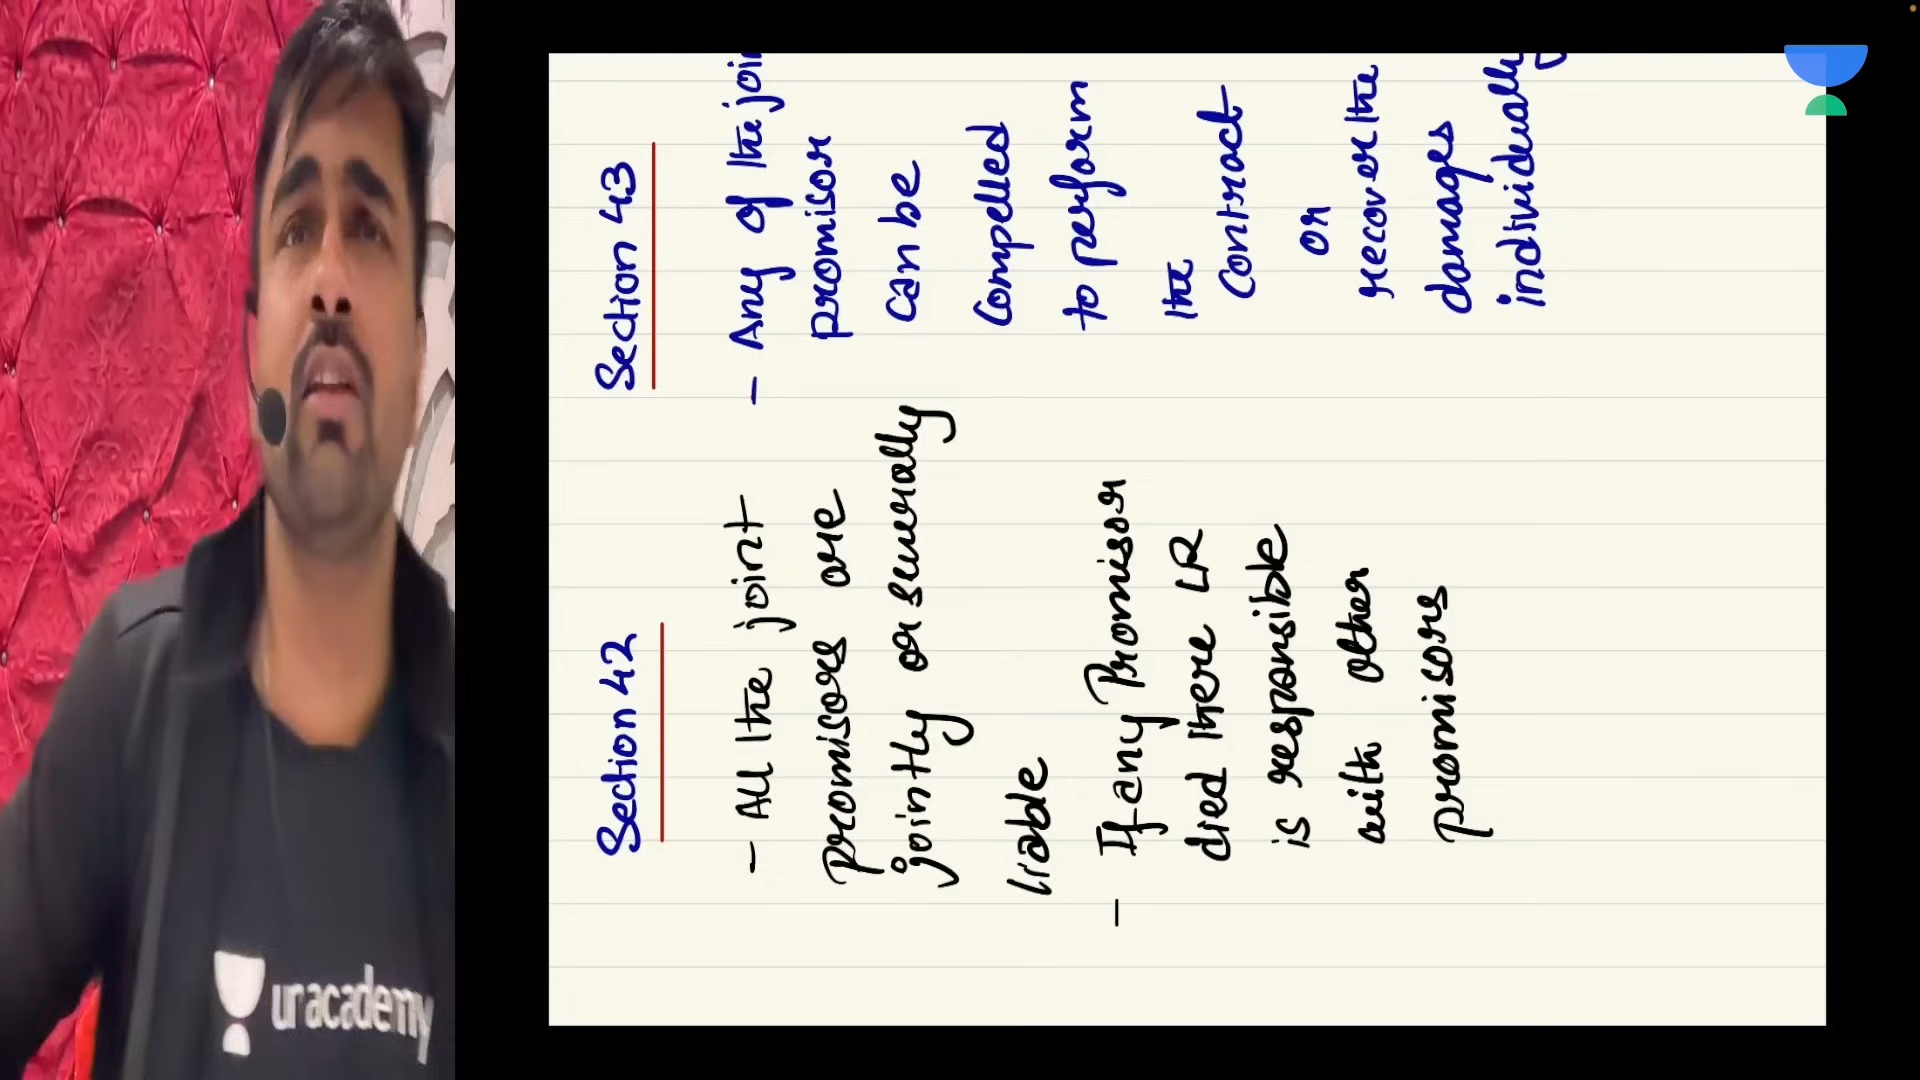 Section 42
- All the joint
promisors are
jointly or severally
liable
- If any Promisor
died there LR
is responsible
with other
promisors
Section 43
- Any of the
promisor
can be
Compelled
to perform
the
Contract
or
recover the
damages
individually
uracademy